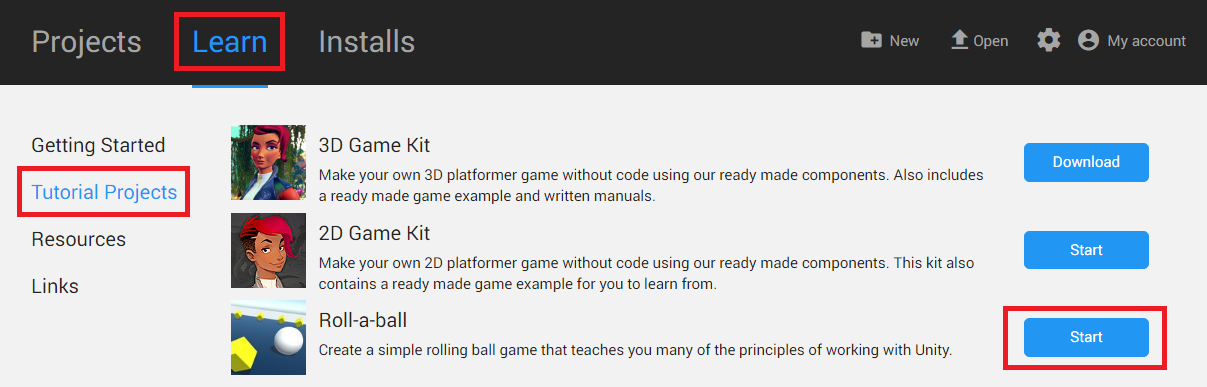 Projects Learn Installs New Open My account
Getting Started
Tutorial Projects
Resources
Links
3D Game Kit
Make your own 3D platformer game without code using our ready made components. Also includes
a ready made game example and written manuals.
Download
2D Game Kit
Make your own 2D platformer game without code using our ready made components. This kit also
contains a ready made game example for you to learn from.
Start
Roll-a-ball
Create a simple rolling ball game that teaches you many of the principles of working with Unity.
Start